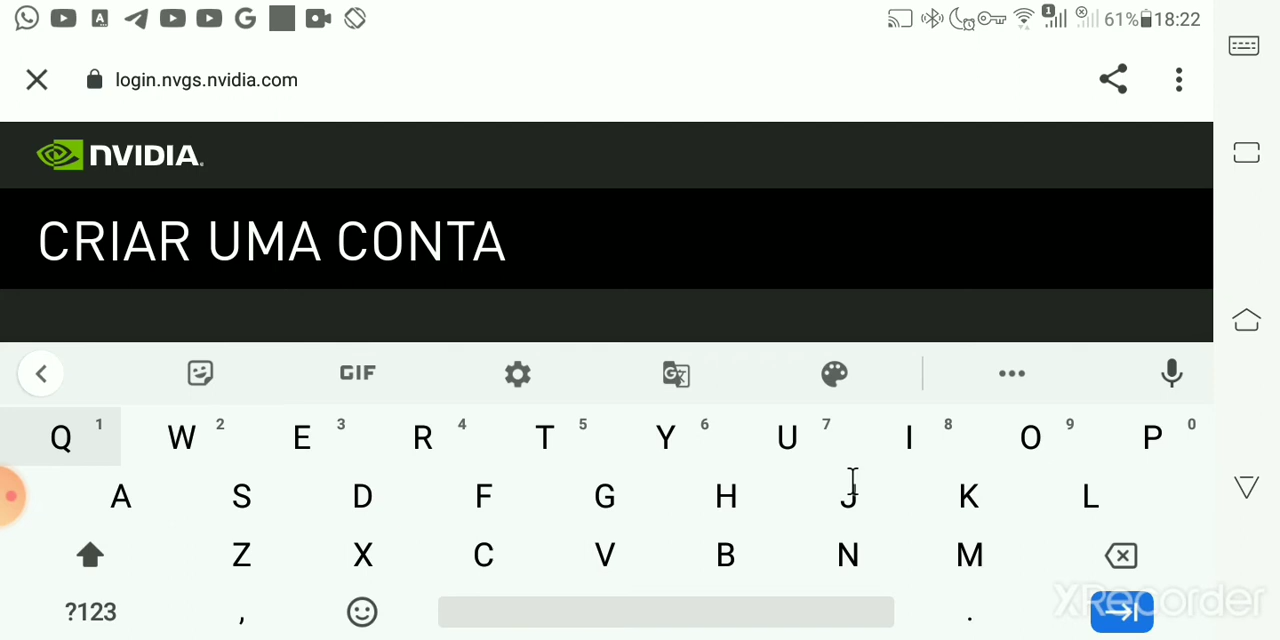 61% 18:22
login.nvgs.nvidia.com
NVIDIA.
CRIAR UMA CONTA
GIF
Q 1 W 2 E 3 R 4 T 5 Y 6 U 7 I 8 O 9 P 0
A S D F G H J K L
Z X C V B N M
?123 , .
XRecorder